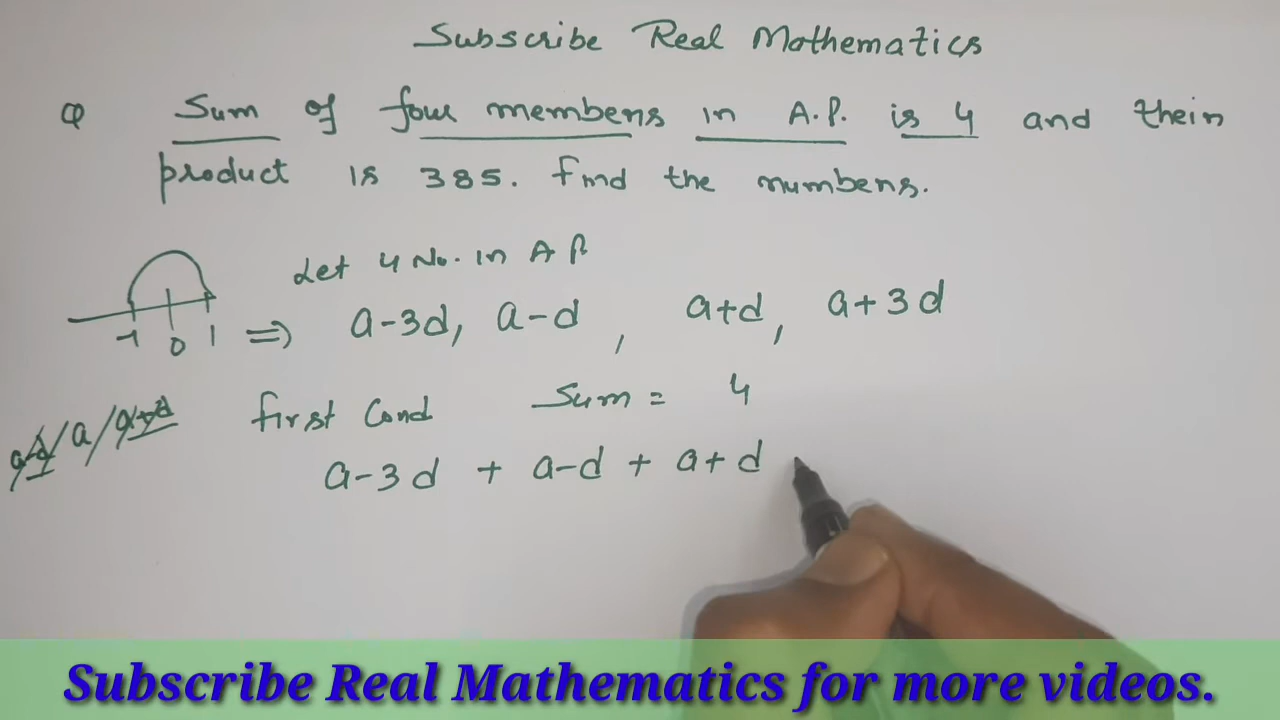 Subscribe Real Mathematics
Q Sum of four members in A.P. is 4 and their
product is 385. Find the numbers.
Let 4 No. in A P
-1 0 1 ⇒ a-3d, a-d, a+d, a+3d
a-d/a/a+d First Cond Sum = 4
a-3d + a-d + a+d
Subscribe Real Mathematics for more videos.